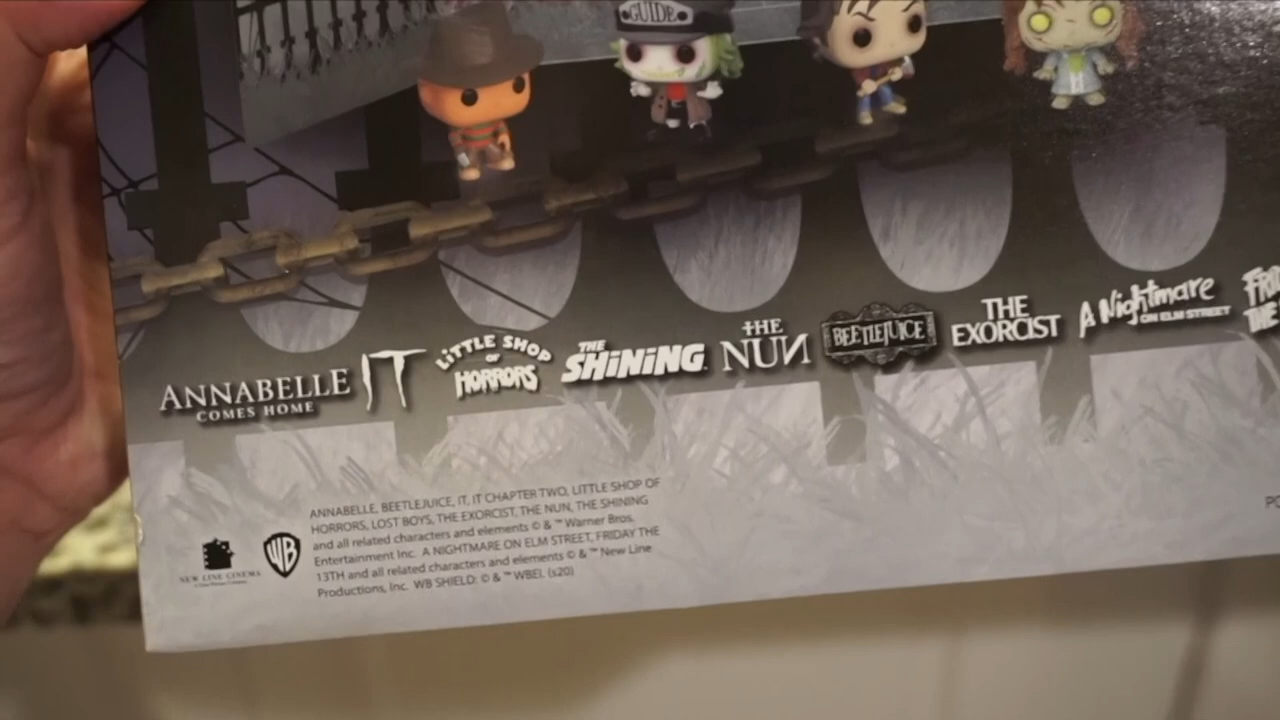 GUIDE
ANNABELLE
COMES HOME
IT
LITTLE SHOP
OF
HORRORS
THE
SHINING
THE
NUN
BEETLEJUICE
THE
EXORCIST
A Nightmare
ON ELM STREET
THE
ANNABELLE, BEETLEJUICE, IT, IT CHAPTER TWO, LITTLE SHOP OF
HORRORS, LOST BOYS, THE EXORCIST, THE NUN, THE SHINING
and all related characters and elements © & ™ Warner Bros.
Entertainment Inc. A NIGHTMARE ON ELM STREET, FRIDAY THE
13TH and all related characters and elements © & ™ New Line
Productions, Inc. WB SHIELD: © & ™ WBEI. (s20)
NEW LINE CINEMA
WB